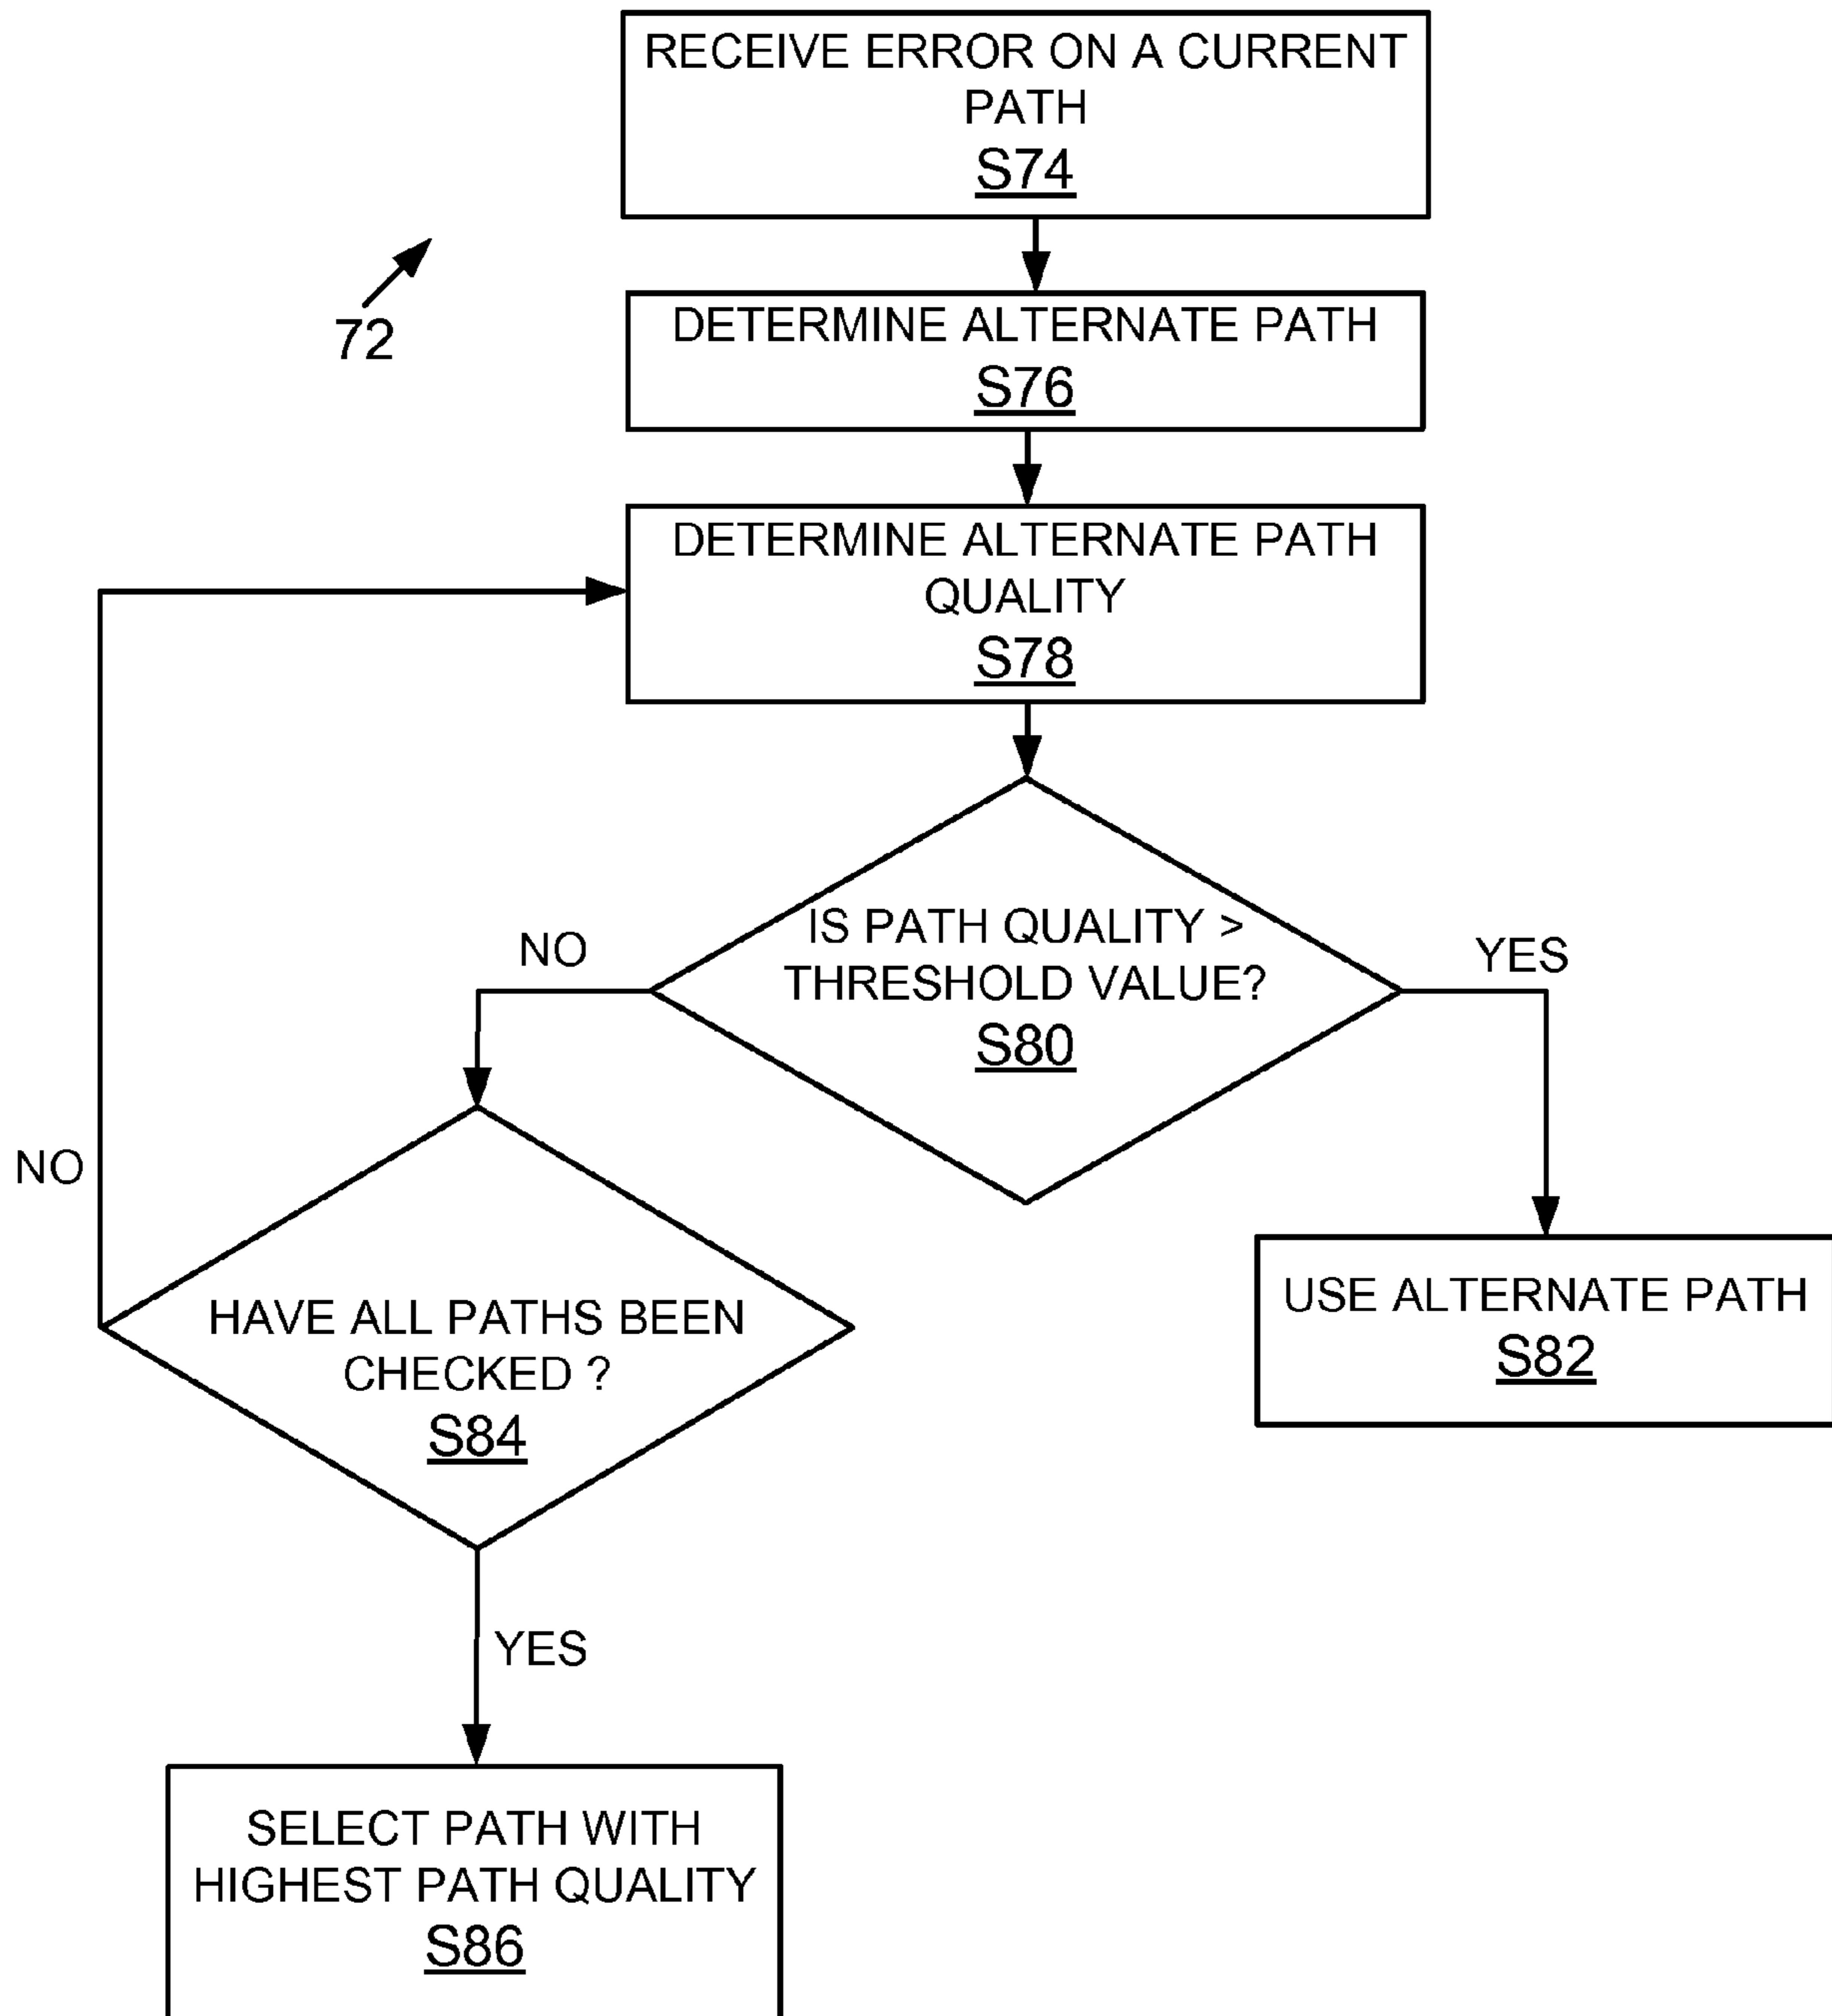 RECEIVE ERROR ON A CURRENT
PATH
S74
72
DETERMINE ALTERNATE PATH
S76
DETERMINE ALTERNATE PATH
QUALITY
S78
IS PATH QUALITY >
THRESHOLD VALUE?
S80
NO
YES
USE ALTERNATE PATH
S82
NO
HAVE ALL PATHS BEEN
CHECKED ?
S84
YES
SELECT PATH WITH
HIGHEST PATH QUALITY
S86